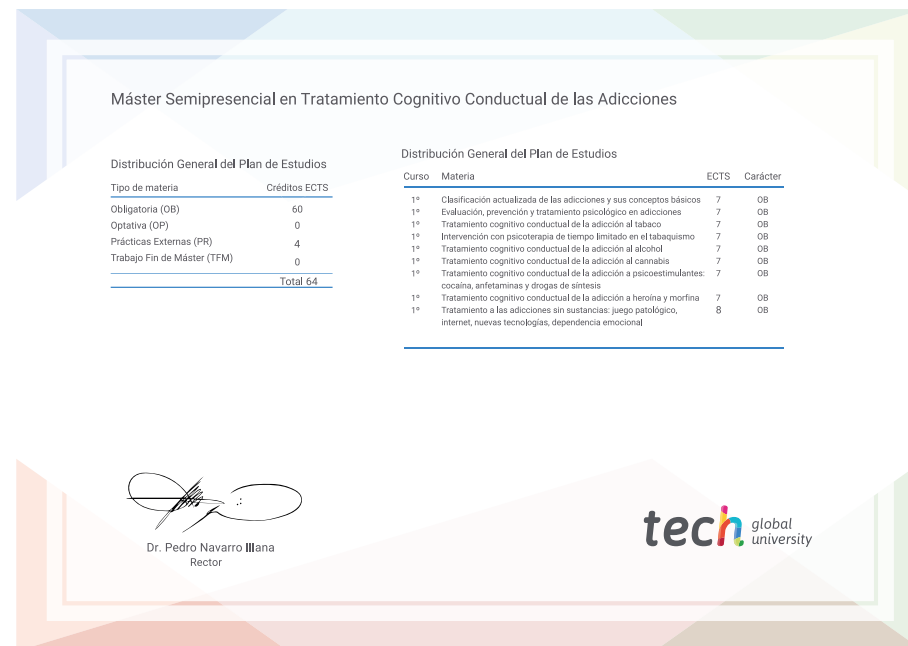 Máster Semipresencial en Tratamiento Cognitivo Conductual de las Adicciones
Distribución General del Plan de Estudios
Tipo de materia Créditos ECTS
Obligatoria (OB) 60
Optativa (OP) 0
Prácticas Externas (PR) 4
Trabajo Fin de Máster (TFM) 0
Total 64
Distribución General del Plan de Estudios
Curso Materia ECTS Carácter
1º Clasificación actualizada de las adicciones y sus conceptos básicos 7 OB
1º Evaluación, prevención y tratamiento psicológico en adicciones 7 OB
1º Tratamiento cognitivo conductual de la adicción al tabaco 7 OB
1º Intervención con psicoterapia de tiempo limitado en el tabaquismo 7 OB
1º Tratamiento cognitivo conductual de la adicción al alcohol 7 OB
1º Tratamiento cognitivo conductual de la adicción al cannabis 7 OB
1º Tratamiento cognitivo conductual de la adicción a psicoestimulantes: 7 OB
cocaína, anfetaminas y drogas de síntesis
1º Tratamiento cognitivo conductual de la adicción a heroína y morfina 7 OB
1º Tratamiento a las adicciones sin sustancias: juego patológico, 8 OB
internet, nuevas tecnologías, dependencia emocional
Dr. Pedro Navarro Illana
Rector
tech global
university